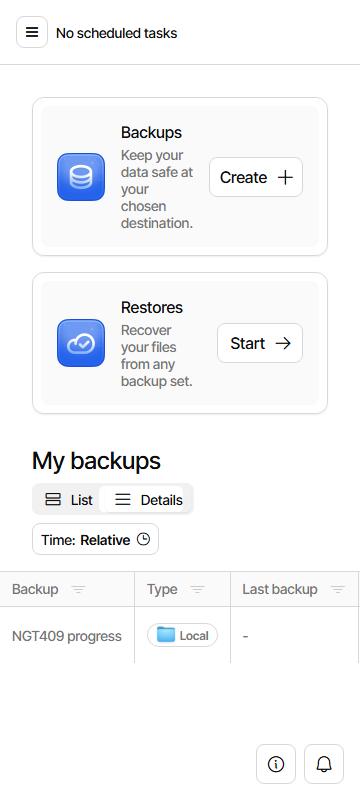 No scheduled tasks
Backups
Keep your
data safe at
your
chosen
destination.
Create
Restores
Recover
your files
from any
backup set.
Start
My backups
List Details
Time: Relative
Backup Type Last backup
NGT409 progress Local -